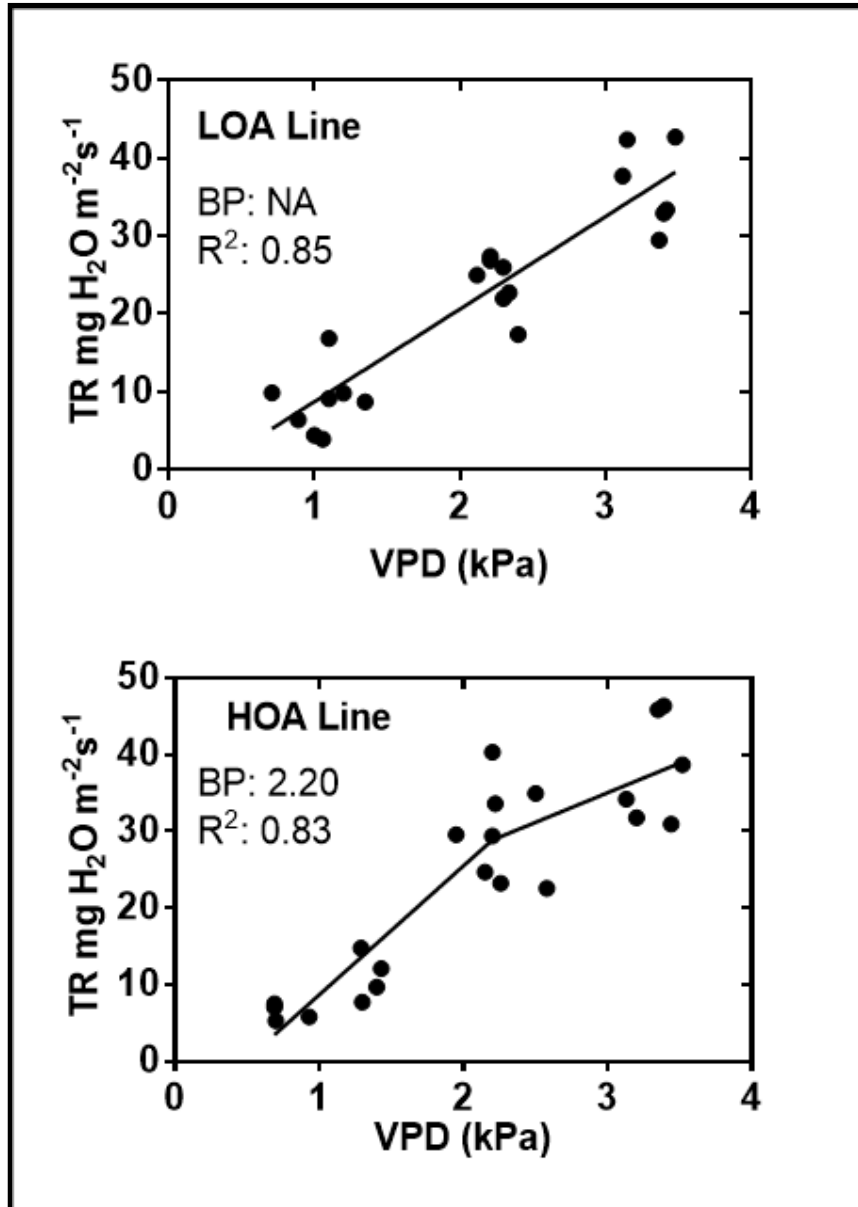 50
LOA Line
40
BP: NA
30
R²: 0.85
20
10
0
TR mg H₂O m⁻²s⁻¹
0 1 2 3 4
VPD (kPa)
50
HOA Line
40
BP: 2.20
30
R²: 0.83
20
10
0
TR mg H₂O m⁻²s⁻¹
0 1 2 3 4
VPD (kPa)